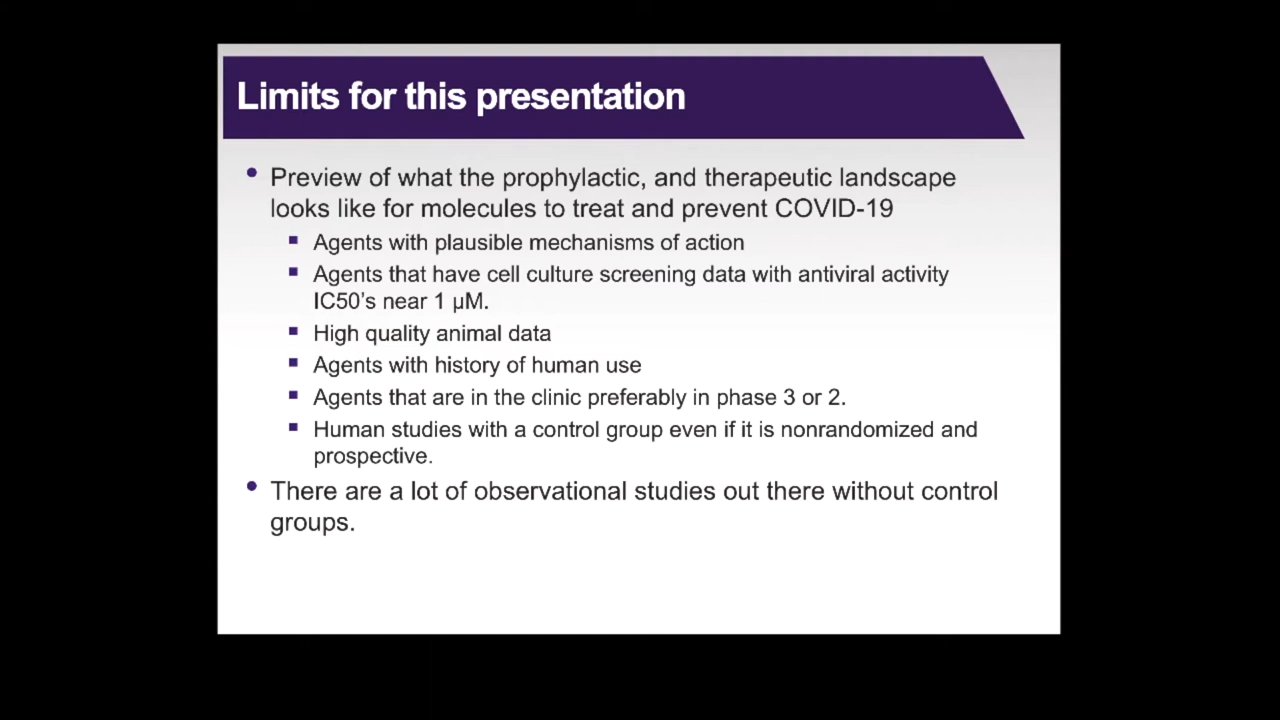 Limits for this presentation
• Preview of what the prophylactic, and therapeutic landscape
looks like for molecules to treat and prevent COVID-19
▪ Agents with plausible mechanisms of action
▪ Agents that have cell culture screening data with antiviral activity
IC50's near 1 µM.
▪ High quality animal data
▪ Agents with history of human use
▪ Agents that are in the clinic preferably in phase 3 or 2.
▪ Human studies with a control group even if it is nonrandomized and
prospective.
• There are a lot of observational studies out there without control
groups.